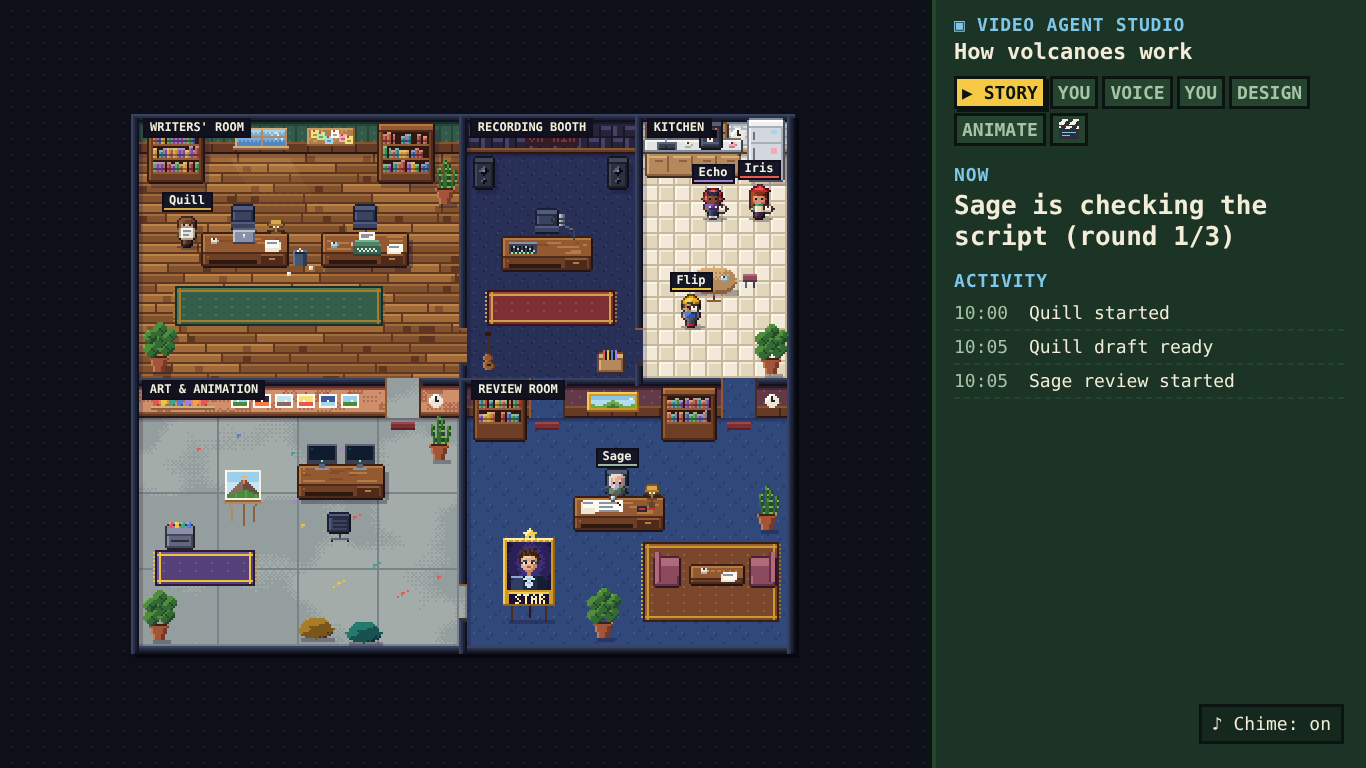 WRITERS' ROOM
RECORDING BOOTH
KITCHEN
ON AIR
Echo
Iris
Quill
Flip
ART & ANIMATION
REVIEW ROOM
Sage
STAR
▣ VIDEO AGENT STUDIO
How volcanoes work
▶ STORY
YOU
VOICE
YOU
DESIGN
ANIMATE
NOW
Sage is checking the
script (round 1/3)
ACTIVITY
10:00 Quill started
10:05 Quill draft ready
10:05 Sage review started
♪ Chime: on